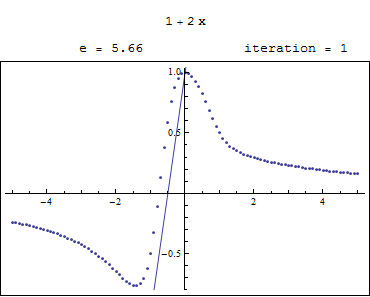 1 + 2 x
e = 5.66 iteration = 1
1.0
0.5
-4 -2 2 4
-0.5